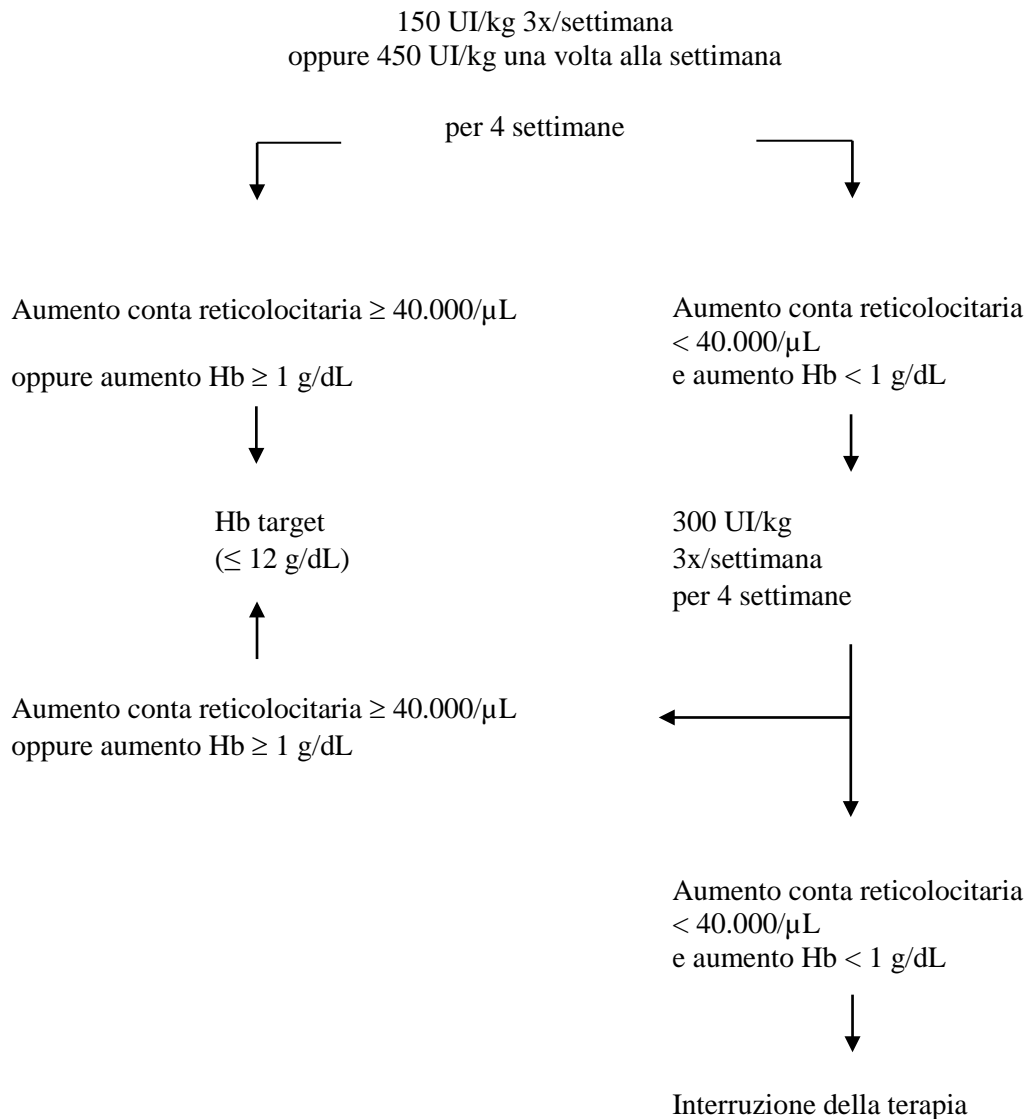 150 UI/kg 3x/settimana
oppure 450 UI/kg una volta alla settimana
per 4 settimane
Aumento conta reticolocitaria ≥ 40.000/µL
oppure aumento Hb ≥ 1 g/dL
Aumento conta reticolocitaria
< 40.000/µL
e aumento Hb < 1 g/dL
Hb target
(≤ 12 g/dL)
300 UI/kg
3x/settimana
per 4 settimane
Aumento conta reticolocitaria ≥ 40.000/µL
oppure aumento Hb ≥ 1 g/dL
Aumento conta reticolocitaria
< 40.000/µL
e aumento Hb < 1 g/dL
Interruzione della terapia